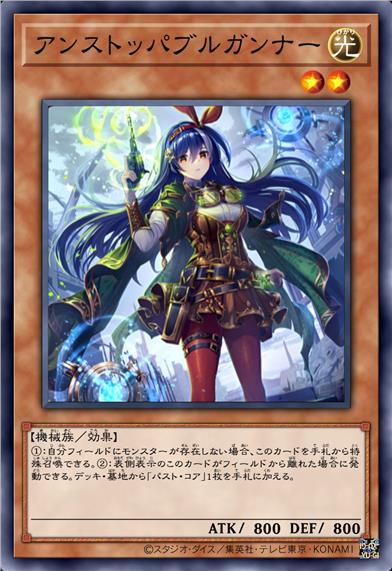 アンストッパブルガンナー
光
【機械族／効果】
①：自分フィールドにモンスターが存在しない場合、このカードを手札から特
殊召喚できる。②：表側表示のこのカードがフィールドから離れた場合に発
動できる。デッキ・墓地から「バスト・コア」1枚を手札に加える。
ATK/ 800 DEF/ 800
©スタジオ・ダイス／集英社・テレビ東京・KONAMI